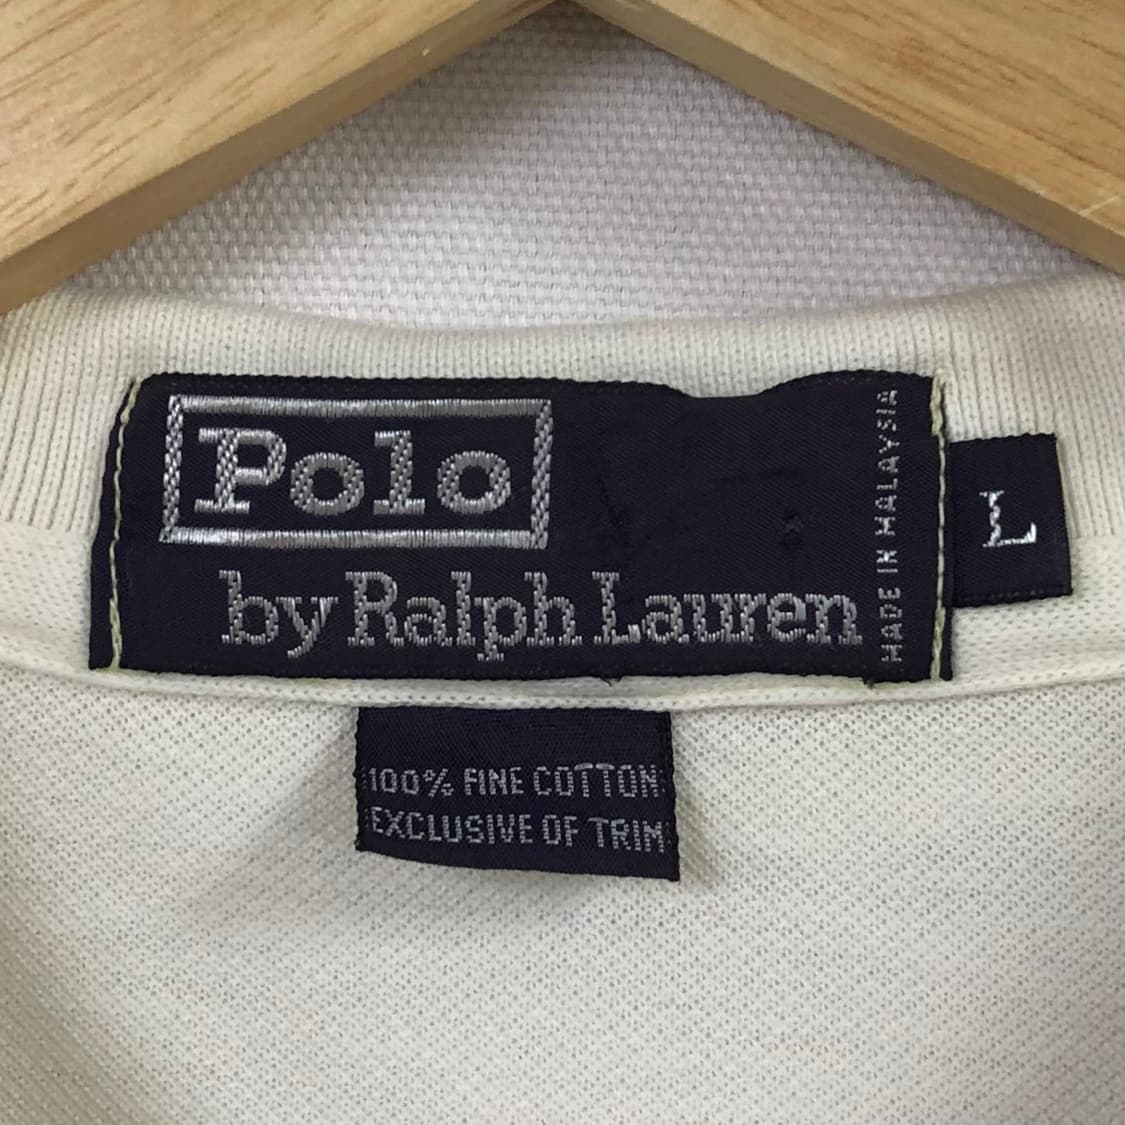 Polo
by Ralph Lauren
MADE IN MALAYSIA
L
100% FINE COTTON
EXCLUSIVE OF TRIM